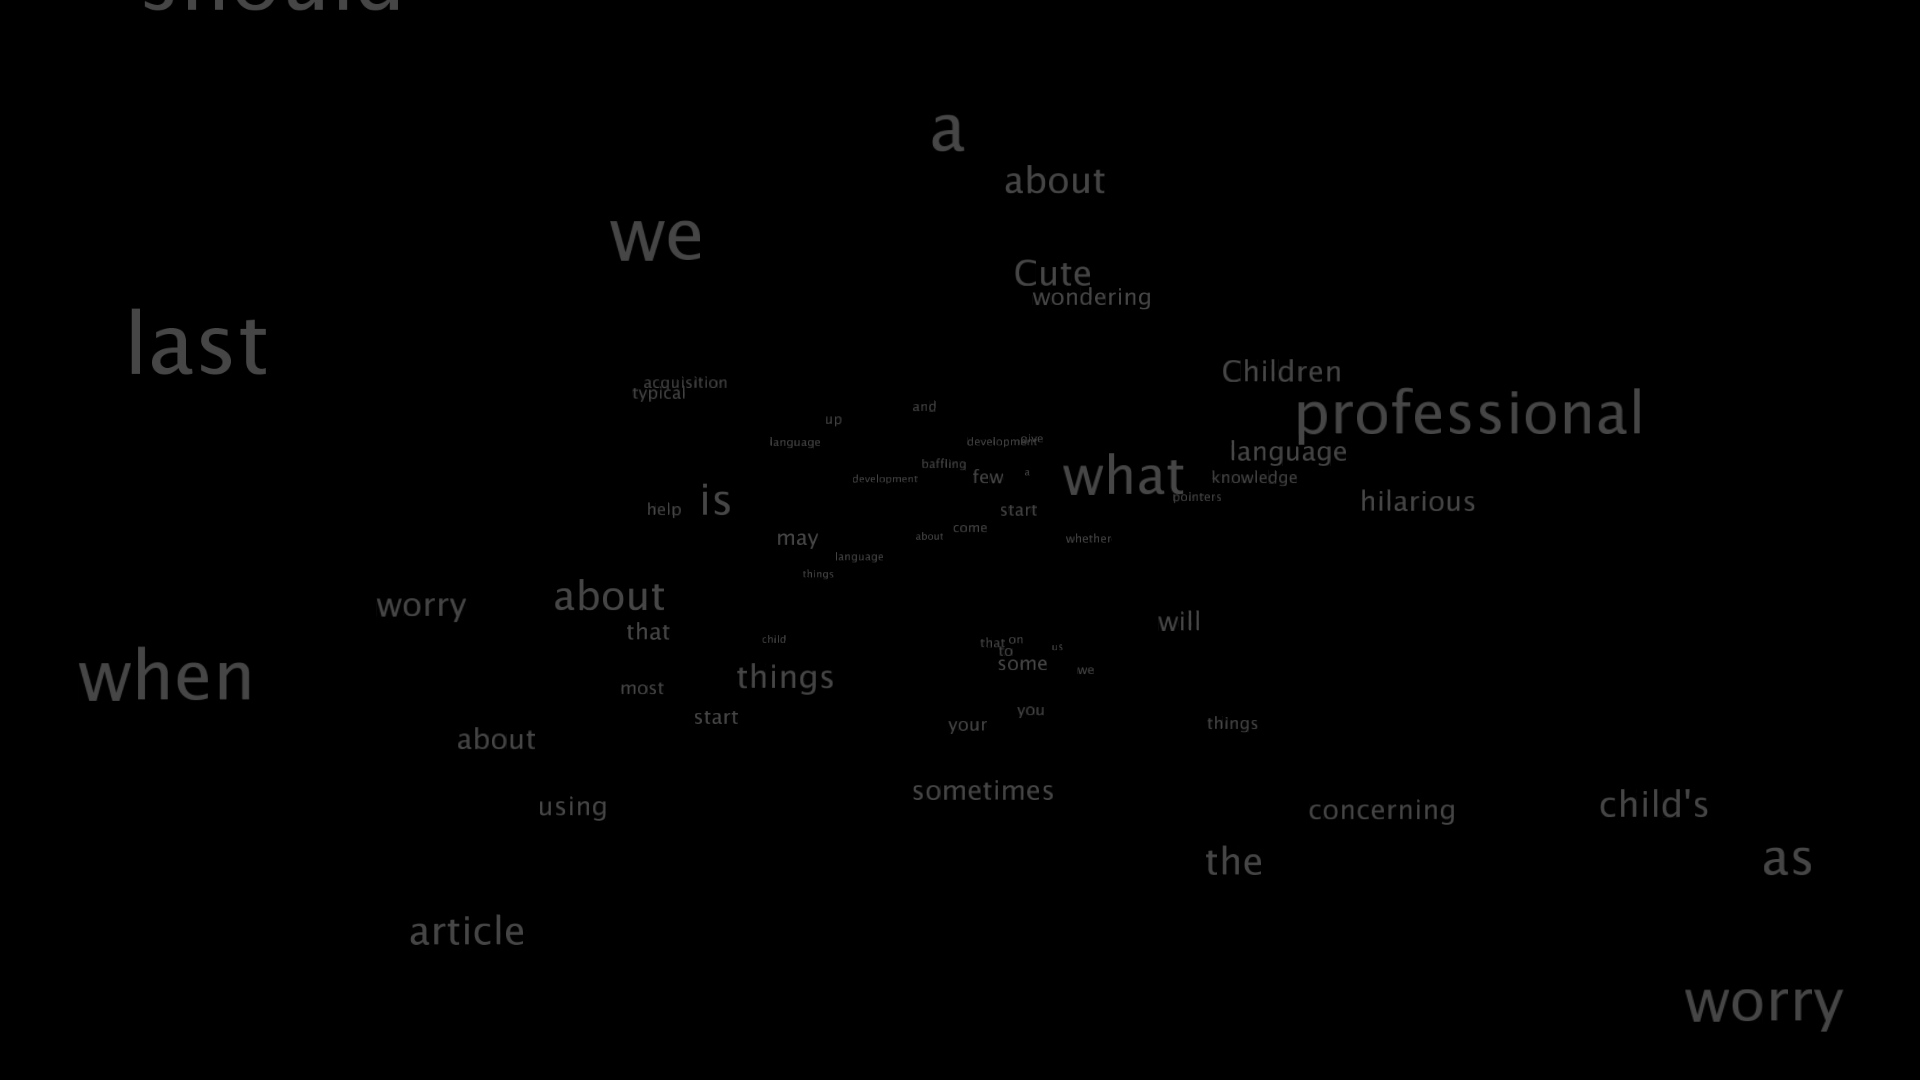 should
a
about
we
Cute
wondering
last
Children
acquisition
typical
professional
and
up
language
development
give
language
baffling
few
a
what
knowledge
development
pointers
is
hilarious
help
start
come
may
about
whether
language
things
about
worry
will
that
child
that
on
to
us
some
we
when
things
most
you
start
your
things
about
sometimes
using
concerning
child's
the
as
article
worry